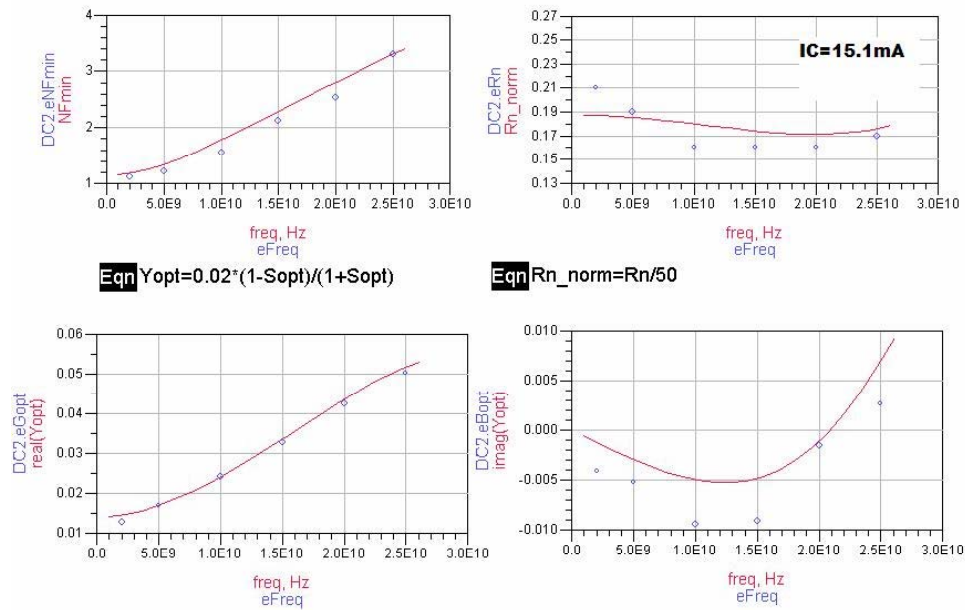 4
3
2
1
DC2.eNFmin
NFmin
0.0
5.0E9
1.0E10
1.5E10
2.0E10
2.5E10
3.0E10
freq, Hz
eFreq
0.27
0.25
0.23
0.21
0.19
0.17
0.15
0.13
DC2.eRn
Rn_norm
IC=15.1mA
0.0
5.0E9
1.0E10
1.5E10
2.0E10
2.5E10
3.0E10
freq, Hz
eFreq
Eqn Yopt=0.02*(1-Sopt)/(1+Sopt)
Eqn Rn_norm=Rn/50
0.06
0.05
0.04
0.03
0.02
0.01
DC2.eGopt
real(Yopt)
0.0
5.0E9
1.0E10
1.5E10
2.0E10
2.5E10
3.0E10
freq, Hz
eFreq
0.010
0.005
0.000
-0.005
-0.010
DC2.eBopt
imag(Yopt)
0.0
5.0E9
1.0E10
1.5E10
2.0E10
2.5E10
3.0E10
freq, Hz
eFreq